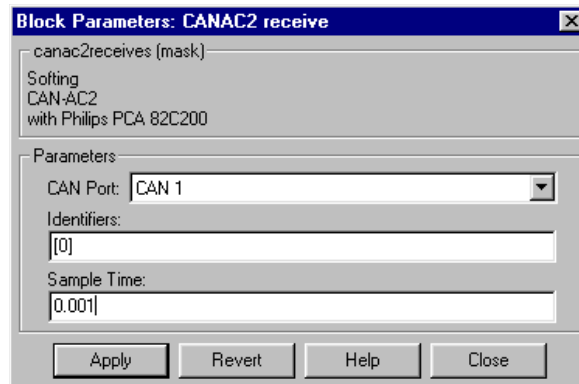 Block Parameters: CANAC2 receive
canac2receives (mask)
Softing
CAN-AC2
with Philips PCA 82C200
Parameters
CAN Port: CAN 1
Identifiers:
[0]
Sample Time:
0.001
Apply Revert Help Close